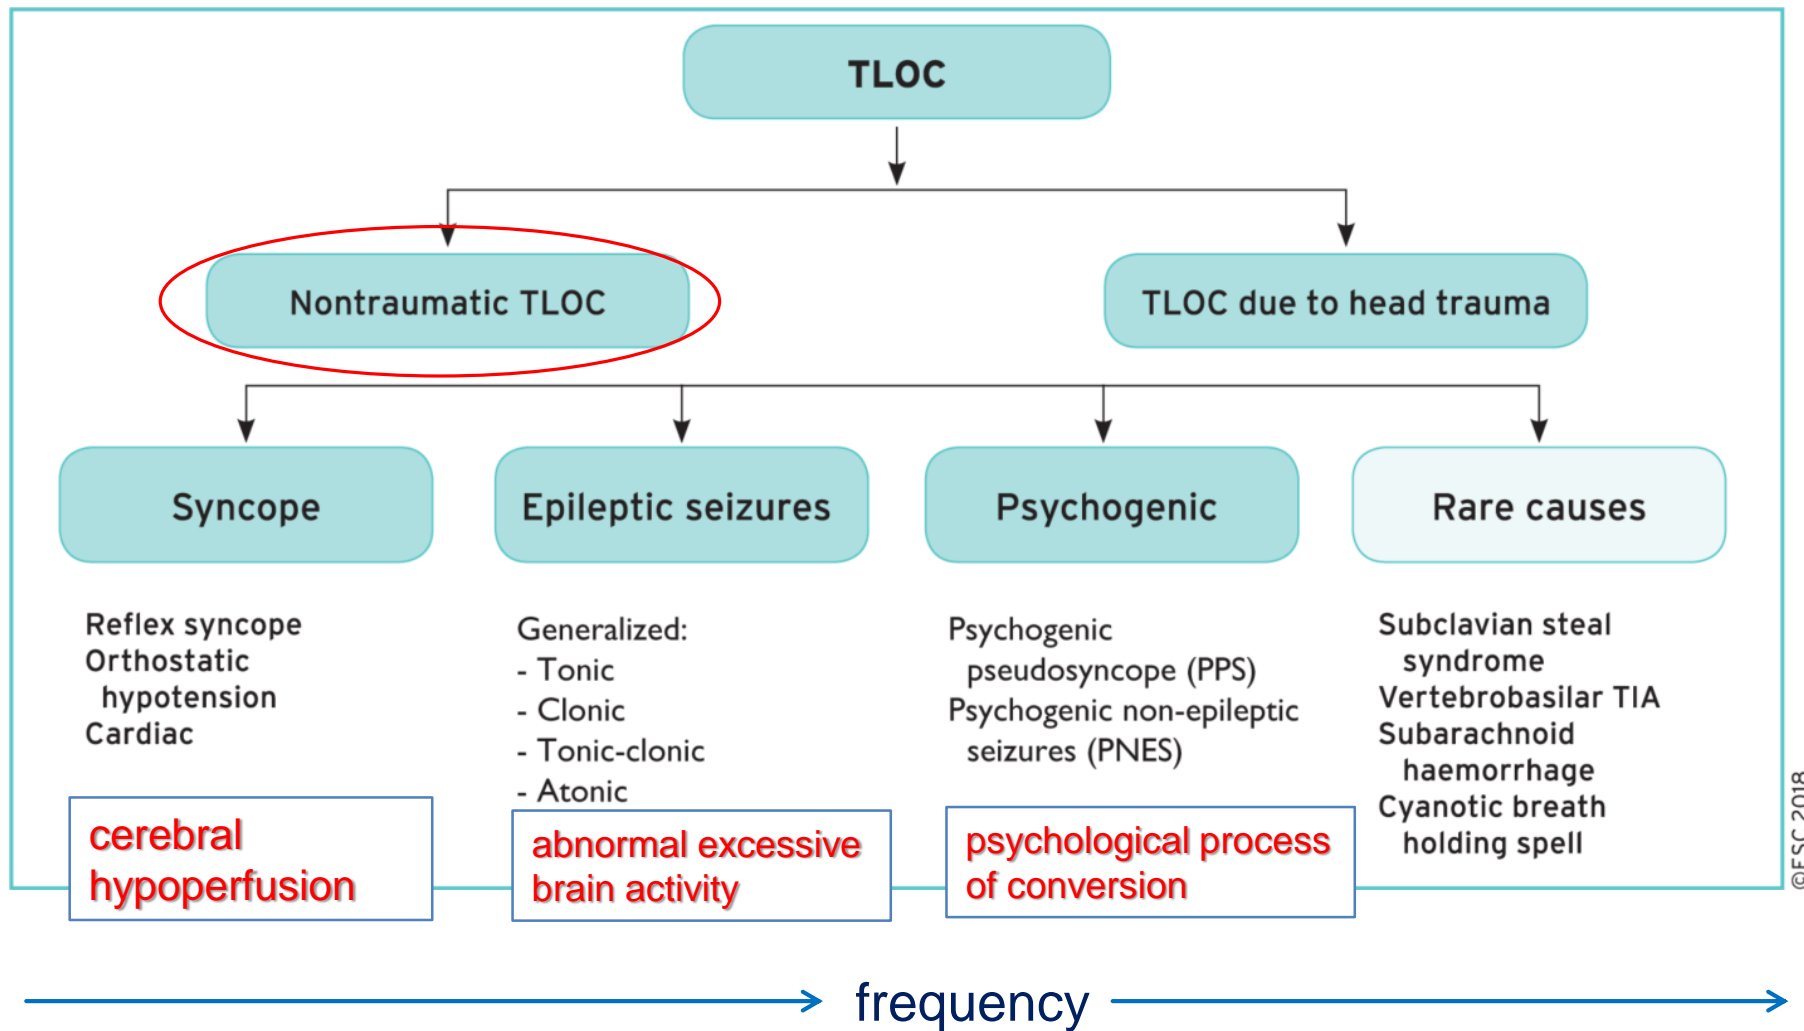 TLOC
Nontraumatic TLOC
TLOC due to head trauma
Syncope
Epileptic seizures
Psychogenic
Rare causes
Reflex syncope
Orthostatic
hypotension
Cardiac
Generalized:
- Tonic
- Clonic
- Tonic-clonic
- Atonic
Psychogenic
pseudosyncope (PPS)
Psychogenic non-epileptic
seizures (PNES)
Subclavian steal
syndrome
Vertebrobasilar TIA
Subarachnoid
haemorrhage
Cyanotic breath
holding spell
cerebral
hypoperfusion
abnormal excessive
brain activity
psychological process
of conversion
©ESC 2018
frequency